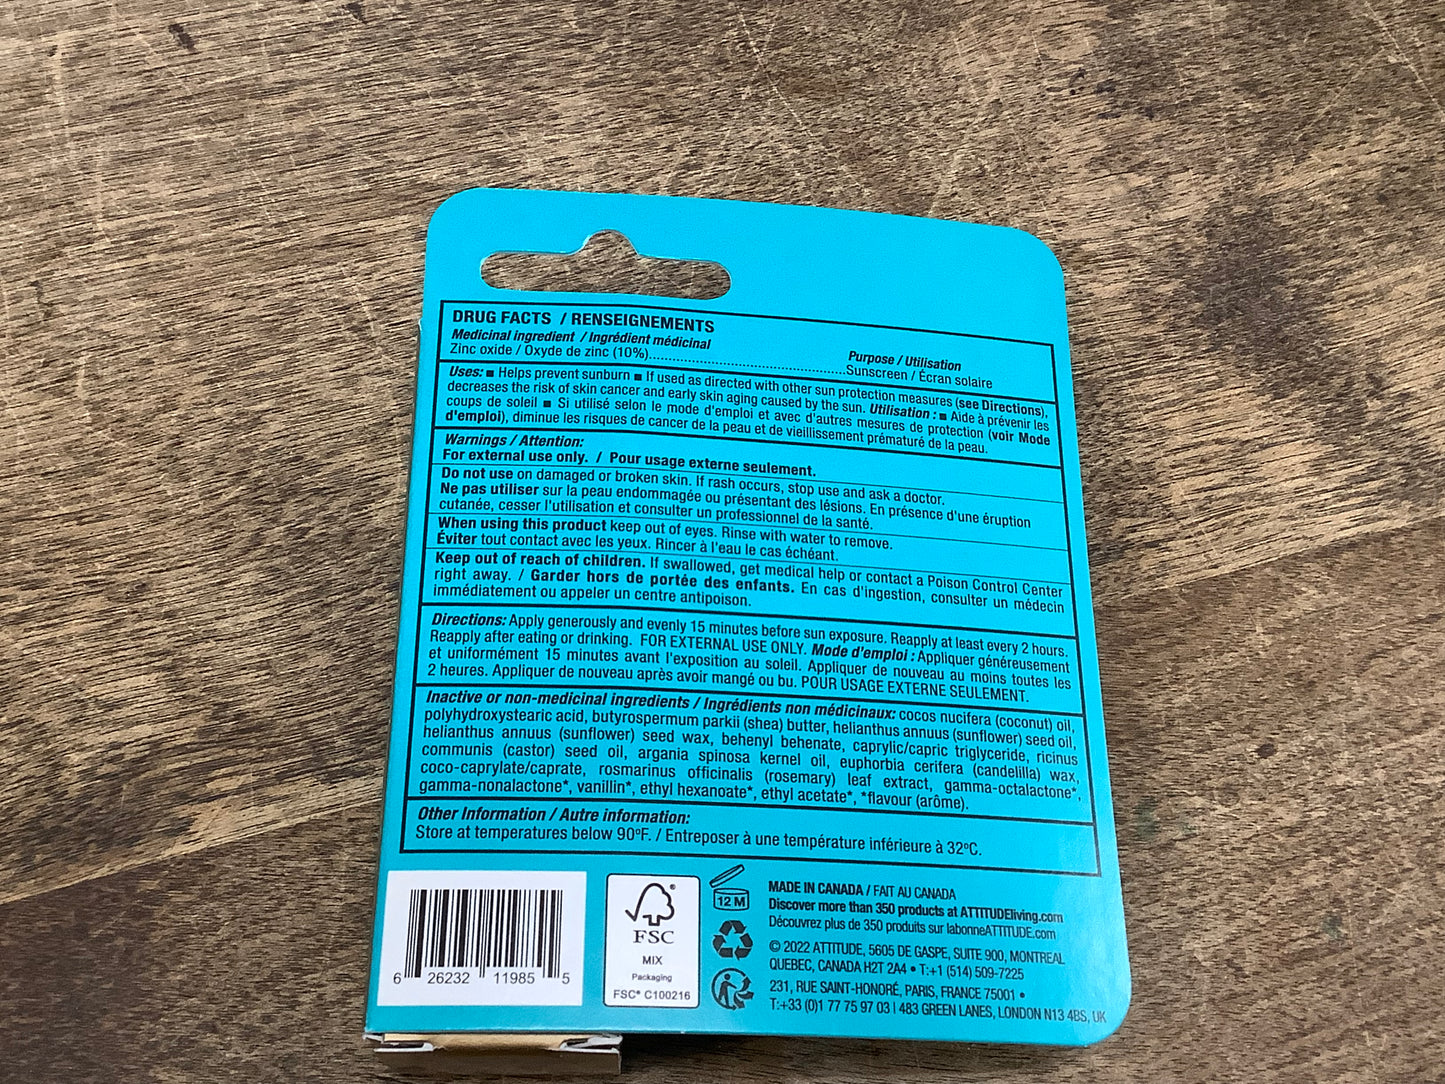 DRUG FACTS / RENSEIGNEMENTS
Medicinal ingredient / Ingrédient médicinal Purpose / Utilisation
Zinc oxide / Oxyde de zinc (10%)..........Sunscreen / Écran solaire
Uses: ■ Helps prevent sunburn ■ If used as directed with other sun protection measures (see Directions),
decreases the risk of skin cancer and early skin aging caused by the sun. Utilisation : ■ Aide à prévenir les
coups de soleil ■ Si utilisé selon le mode d'emploi et avec d'autres mesures de protection (voir Mode
d'emploi), diminue les risques de cancer de la peau et de vieillissement prématuré de la peau.
Warnings / Attention:
For external use only. / Pour usage externe seulement.
Do not use on damaged or broken skin. If rash occurs, stop use and ask a doctor.
Ne pas utiliser sur la peau endommagée ou présentant des lésions. En présence d'une éruption
cutanée, cesser l'utilisation et consulter un professionnel de la santé.
When using this product keep out of eyes. Rinse with water to remove.
Éviter tout contact avec les yeux. Rincer à l'eau le cas échéant.
Keep out of reach of children. If swallowed, get medical help or contact a Poison Control Center
right away. / Garder hors de portée des enfants. En cas d'ingestion, consulter un médecin
immédiatement ou appeler un centre antipoison.
Directions: Apply generously and evenly 15 minutes before sun exposure. Reapply at least every 2 hours.
Reapply after eating or drinking. FOR EXTERNAL USE ONLY. Mode d'emploi : Appliquer généreusement
et uniformément 15 minutes avant l'exposition au soleil. Appliquer de nouveau au moins toutes les
2 heures. Appliquer de nouveau après avoir mangé ou bu. POUR USAGE EXTERNE SEULEMENT.
Inactive or non-medicinal ingredients / Ingrédients non médicinaux: cocos nucifera (coconut) oil,
polyhydroxystearic acid, butyrospermum parkii (shea) butter, helianthus annuus (sunflower) seed oil,
helianthus annuus (sunflower) seed wax, behenyl behenate, caprylic/capric triglyceride, ricinus
communis (castor) seed oil, argania spinosa kernel oil, euphorbia cerifera (candelilla) wax,
coco-caprylate/caprate, rosmarinus officinalis (rosemary) leaf extract, gamma-octalactone*,
gamma-nonalactone*, vanillin*, ethyl hexanoate*, ethyl acetate*, *flavour (arôme).
Other Information / Autre information:
Store at temperatures below 90ºF. / Entreposer à une température inférieure à 32ºC.
6 26232 11985 5
FSC
MIX
Packaging
FSC® C100216
12 M
MADE IN CANADA / FAIT AU CANADA
Discover more than 350 products at ATTITUDEliving.com
Découvrez plus de 350 produits sur labonneATTITUDE.com
© 2022 ATTITUDE, 5605 DE GASPE, SUITE 900, MONTREAL
QUEBEC, CANADA H2T 2A4 • T:+1 (514) 509-7225
231, RUE SAINT-HONORÉ, PARIS, FRANCE 75001 •
T:+33 (0)1 77 75 97 03 | 483 GREEN LANES, LONDON N13 4BS, UK